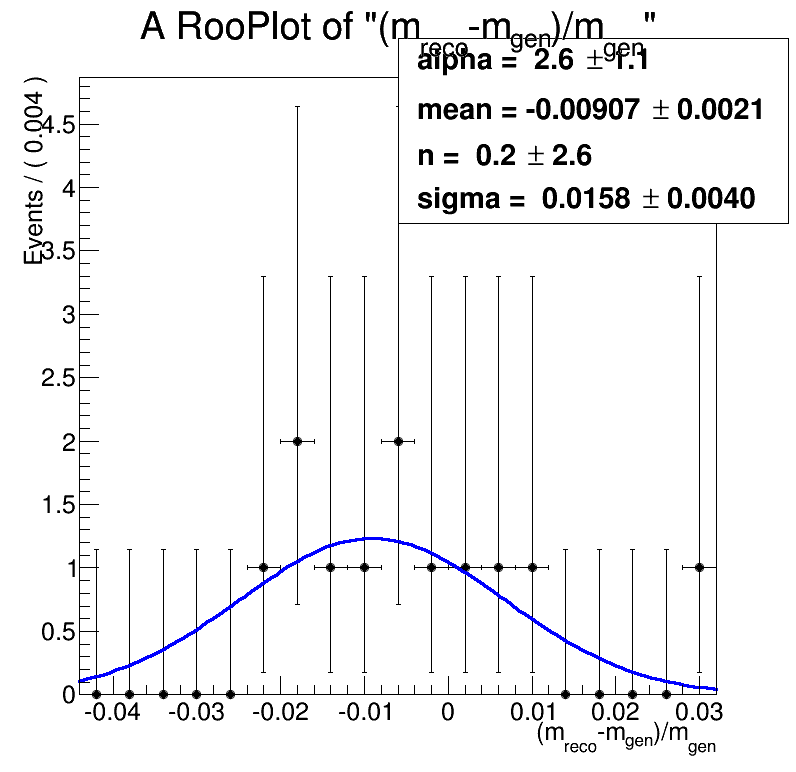 A RooPlot of "(m_reco-m_gen)/m_gen"
alpha = 2.6 ± 1.1
mean = -0.00907 ± 0.0021
n = 0.2 ± 2.6
sigma = 0.0158 ± 0.0040
Events / ( 0.004 )
4.5
4
3.5
3
2.5
2
1.5
1
0.5
0
-0.04 -0.03 -0.02 -0.01 0 0.01 0.02 0.03
(m_reco-m_gen)/m_gen